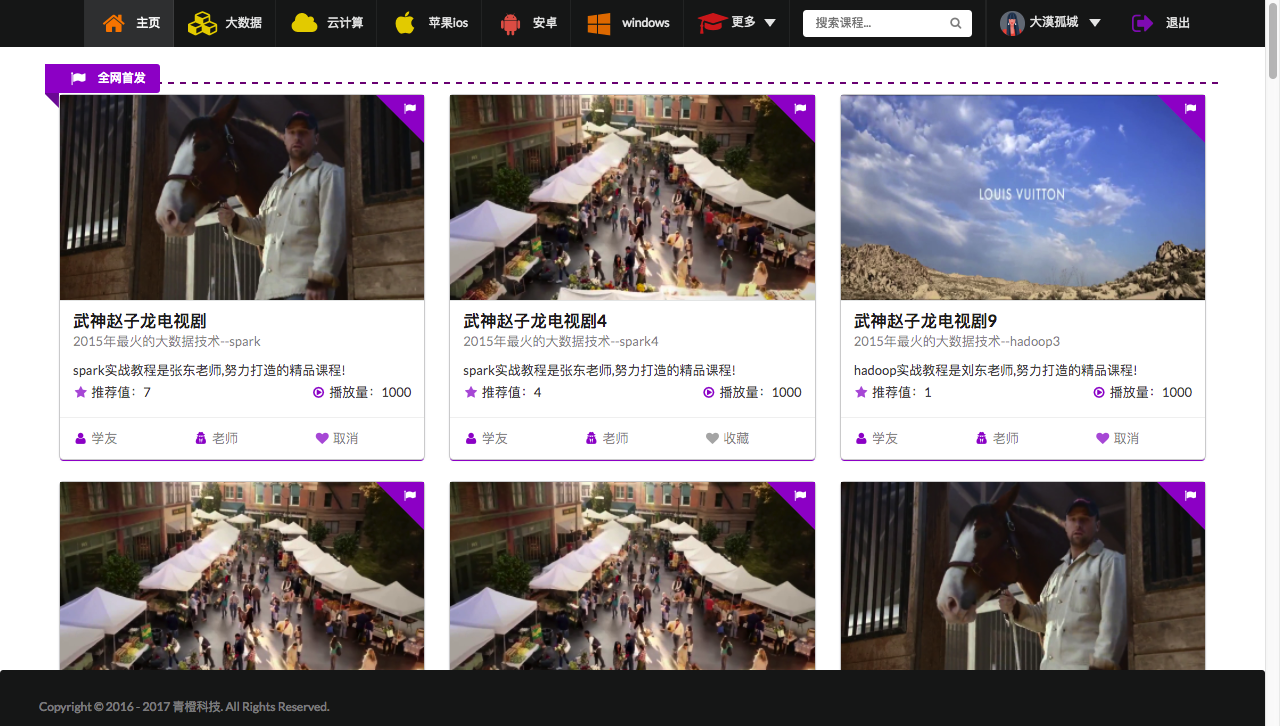 主页 大数据 云计算 苹果ios 安卓 windows 更多 搜索课程... 大漠孤城 退出
全网首发
LOUIS VUITTON
武神赵子龙电视剧 武神赵子龙电视剧4 武神赵子龙电视剧9
2015年最火的大数据技术--spark 2015年最火的大数据技术--spark4 2015年最火的大数据技术--hadoop3
spark实战教程是张东老师,努力打造的精品课程! spark实战教程是张东老师,努力打造的精品课程! hadoop实战教程是刘东老师,努力打造的精品课程!
推荐值：7 播放量：1000 推荐值：4 播放量：1000 推荐值：1 播放量：1000
学友 老师 取消 学友 老师 收藏 学友 老师 取消
Copyright © 2016 - 2017 青橙科技. All Rights Reserved.